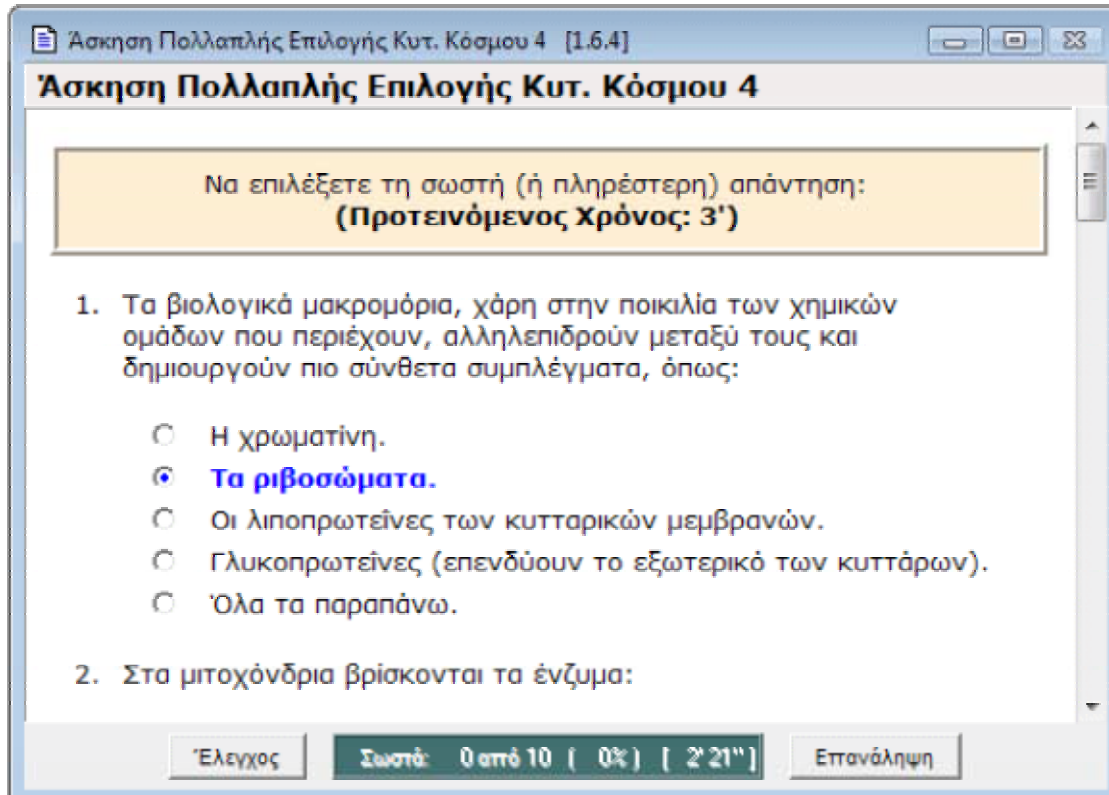 Άσκηση Πολλαπλής Επιλογής Κυτ. Κόσμου 4 [1.6.4]
Άσκηση Πολλαπλής Επιλογής Κυτ. Κόσμου 4
Να επιλέξετε τη σωστή (ή πληρέστερη) απάντηση:
(Προτεινόμενος Χρόνος: 3')
1. Τα βιολογικά μακρομόρια, χάρη στην ποικιλία των χημικών
ομάδων που περιέχουν, αλληλεπιδρούν μεταξύ τους και
δημιουργούν πιο σύνθετα συμπλέγματα, όπως:
Η χρωματίνη.
Τα ριβοσώματα.
Οι λιποπρωτεΐνες των κυτταρικών μεμβρανών.
Γλυκοπρωτεΐνες (επενδύουν το εξωτερικό των κυττάρων).
Όλα τα παραπάνω.
2. Στα μιτοχόνδρια βρίσκονται τα ένζυμα:
Έλεγχος Σωστά: 0 από 10 ( 0% ) [ 2' 21'' ] Επανάληψη